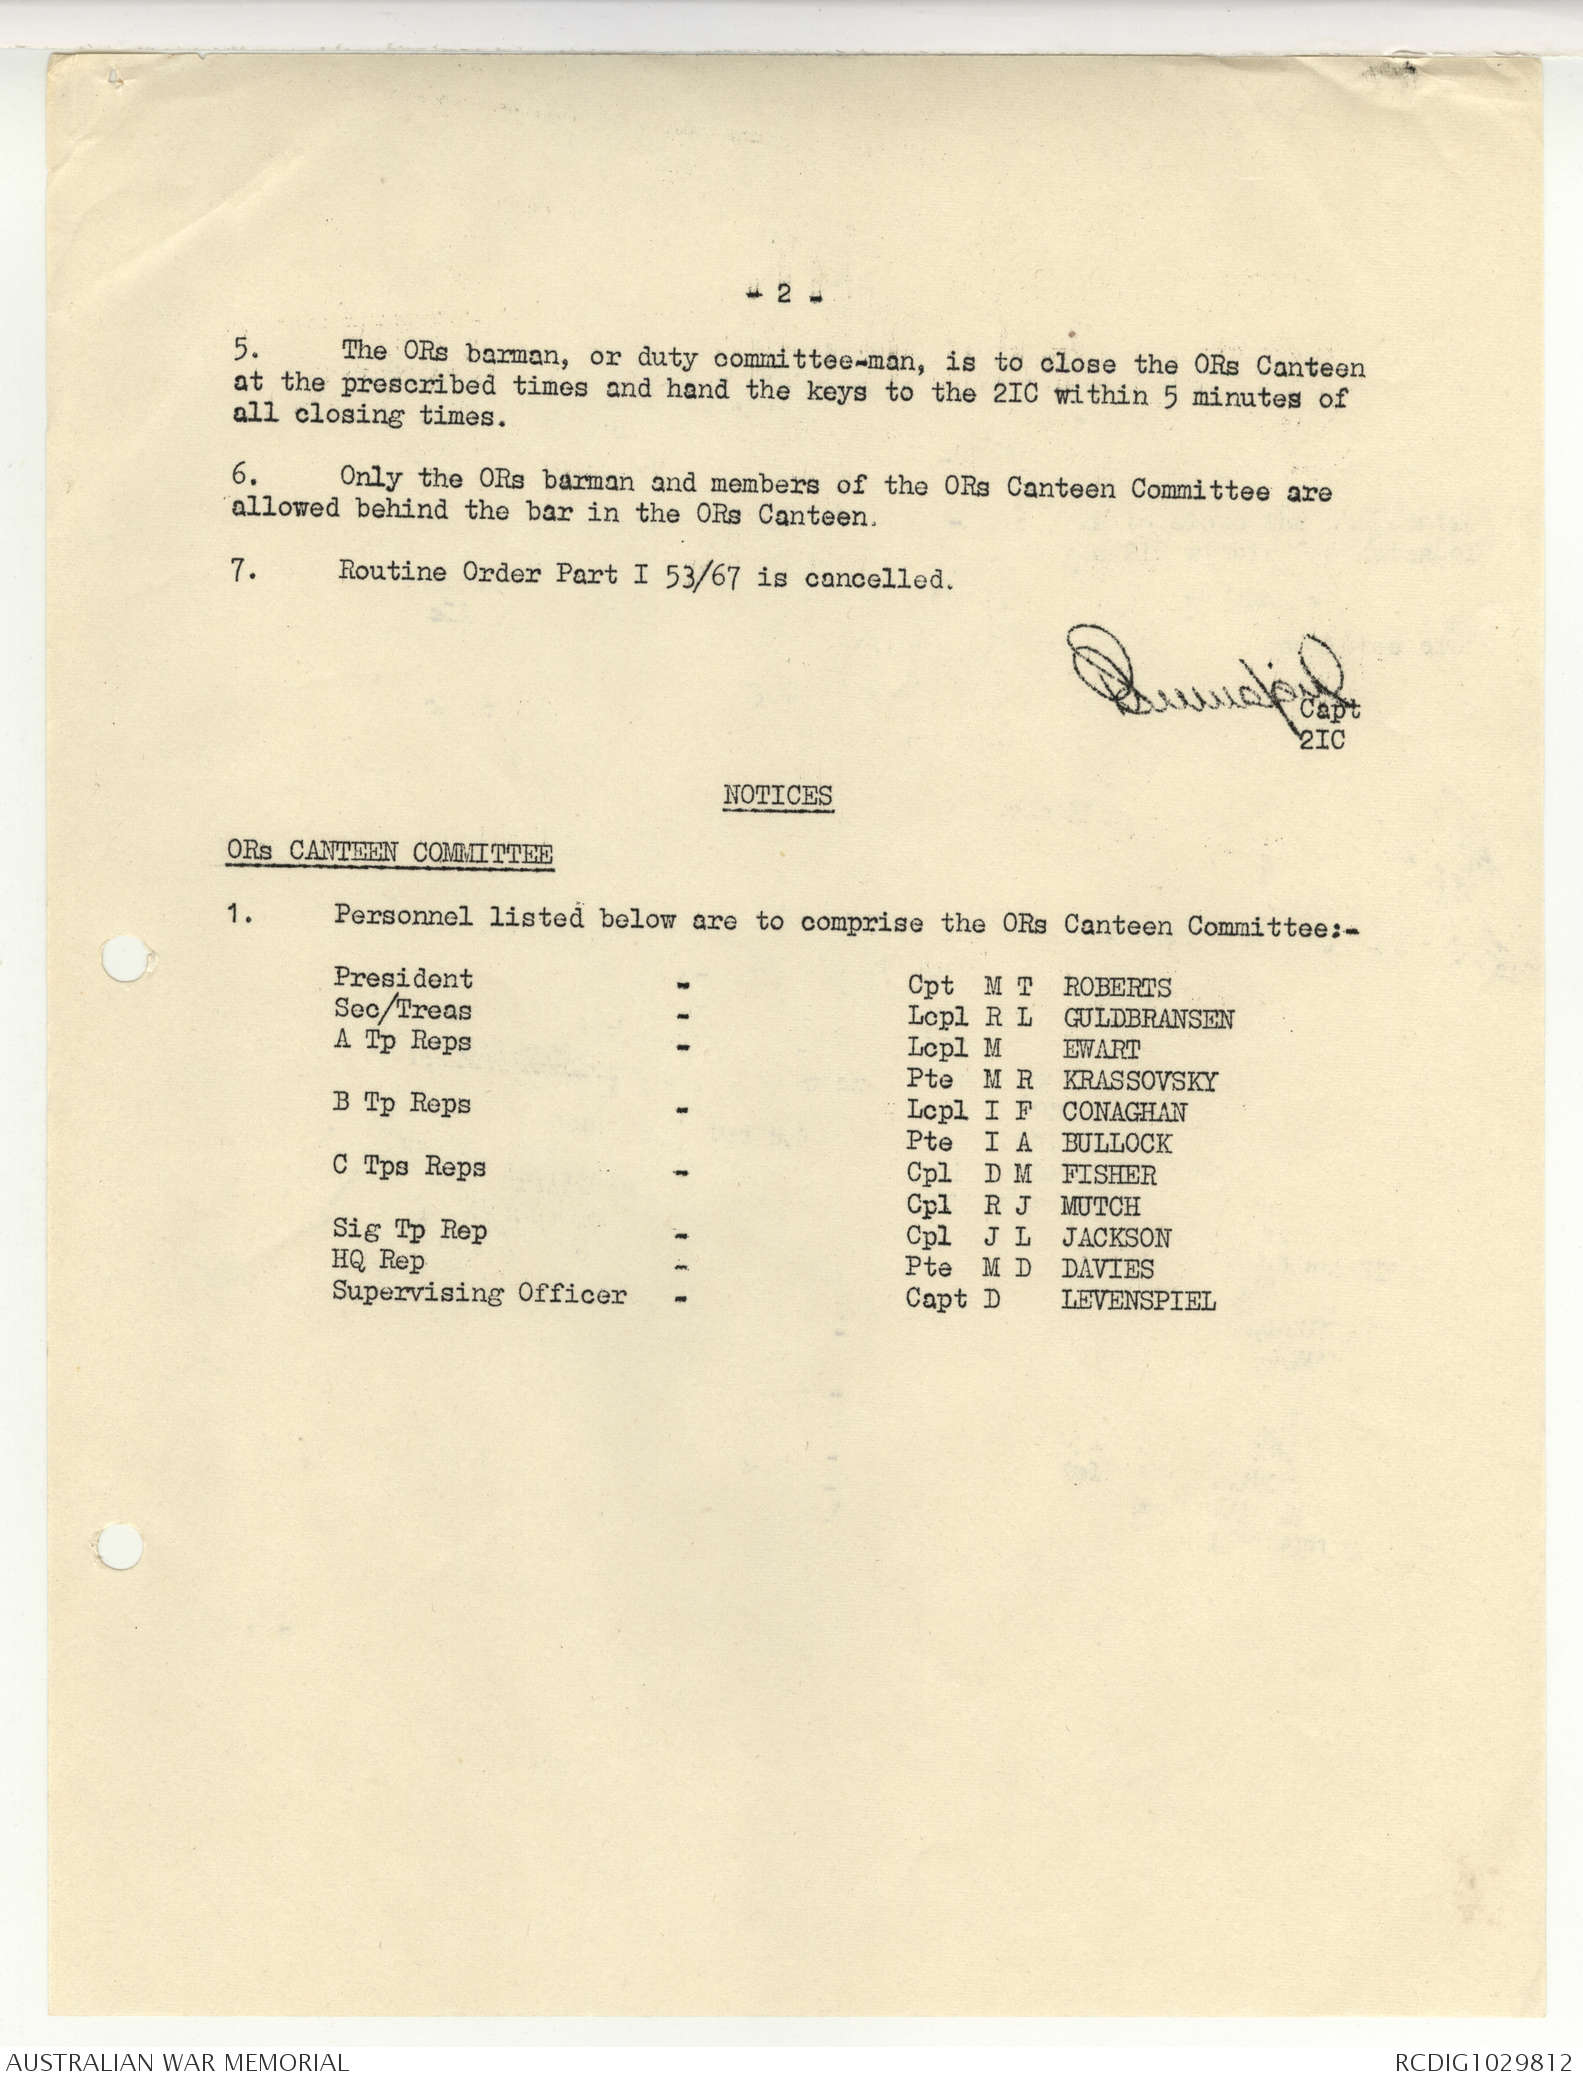 - 2 -
5. The ORs barman, or duty committee-man, is to close the ORs Canteen
at the prescribed times and hand the keys to the 2IC within 5 minutes of
all closing times.
6. Only the ORs barman and members of the ORs Canteen Committee are
allowed behind the bar in the ORs Canteen.
7. Routine Order Part I 53/67 is cancelled.
Capt
2IC
NOTICES
ORs CANTEEN COMMITTEE
1. Personnel listed below are to comprise the ORs Canteen Committee:-
President - Cpt M T ROBERTS
Sec/Treas - Lcpl R L GULDBRANSEN
A Tp Reps - Lcpl M EWART
Pte M R KRASSOVSKY
B Tp Reps - Lcpl I F CONAGHAN
Pte I A BULLOCK
C Tps Reps - Cpl D M FISHER
Cpl R J MUTCH
Sig Tp Rep - Cpl J L JACKSON
HQ Rep - Pte M D DAVIES
Supervising Officer - Capt D LEVENSPIEL
AUSTRALIAN WAR MEMORIAL
RCDIG1029812